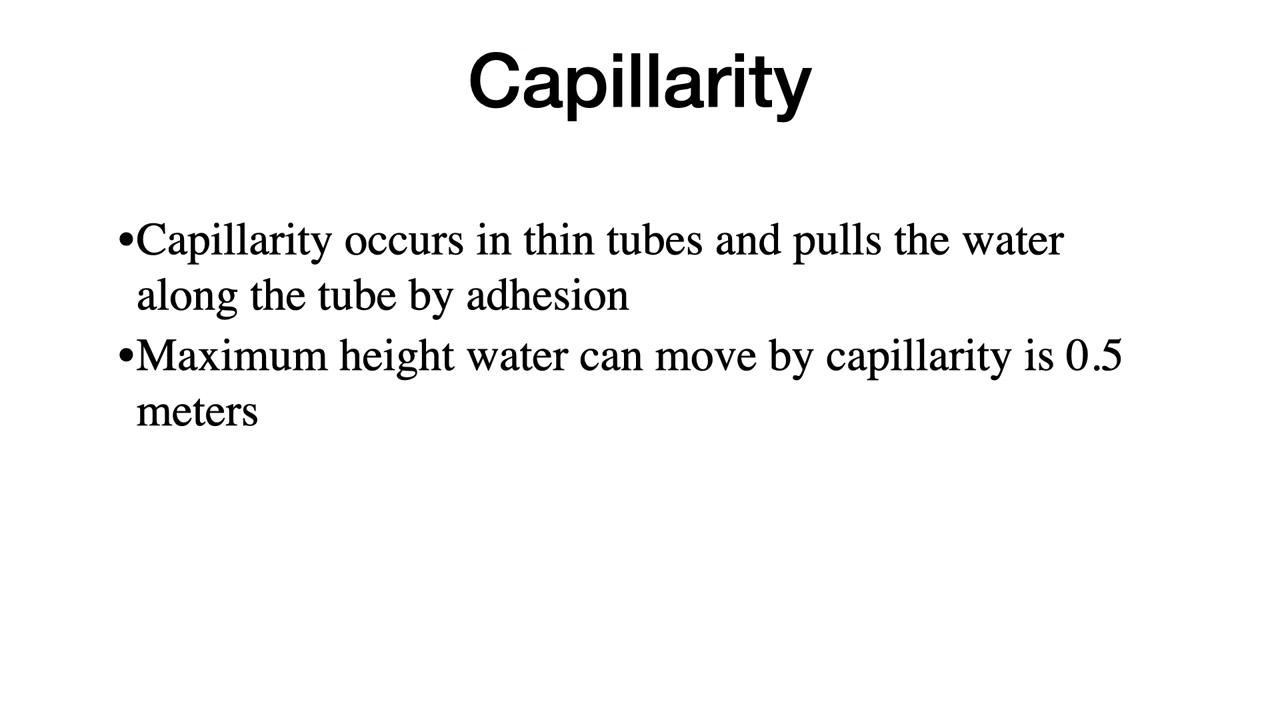 Capillarity
•Capillarity occurs in thin tubes and pulls the water
along the tube by adhesion
•Maximum height water can move by capillarity is 0.5
meters